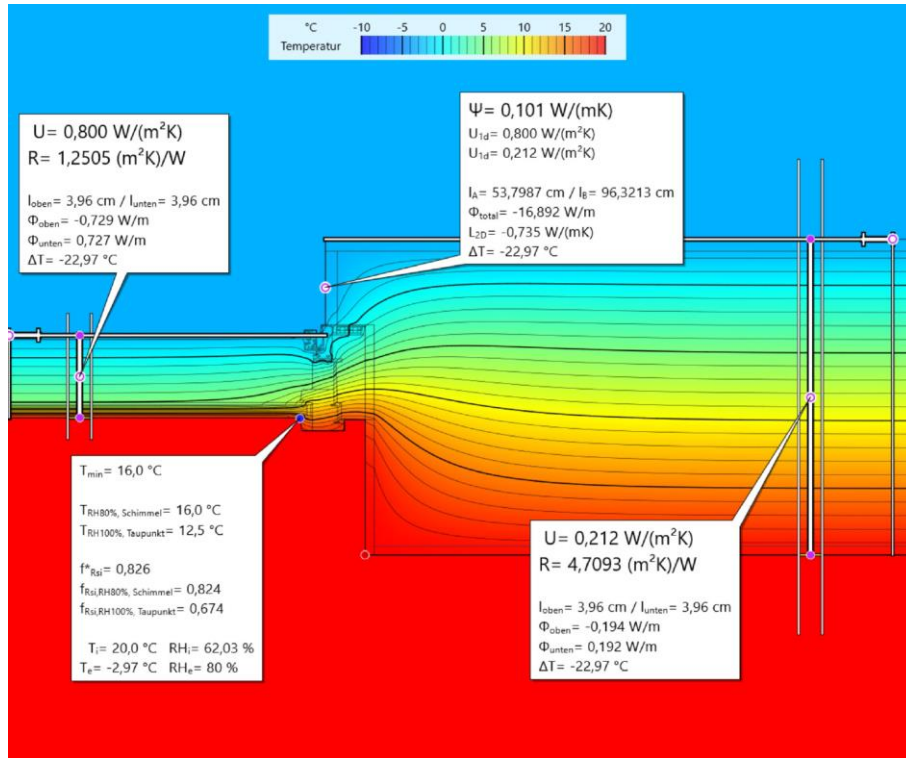 °C -10 -5 0 5 10 15 20
Temperatur
U= 0,800 W/(m²K)
R= 1,2505 (m²K)/W
l_oben= 3,96 cm / l_unten= 3,96 cm
Φ_oben= -0,729 W/m
Φ_unten= 0,727 W/m
ΔT= -22,97 °C
Ψ= 0,101 W/(mK)
U_1d= 0,800 W/(m²K)
U_1d= 0,212 W/(m²K)
l_A= 53,7987 cm / l_B= 96,3213 cm
Φ_total= -16,892 W/m
L_2D= -0,735 W/(mK)
ΔT= -22,97 °C
T_min= 16,0 °C
T_RH80%, Schimmel= 16,0 °C
T_RH100%, Taupunkt= 12,5 °C
f*_Rsi= 0,826
f_Rsi,RH80%, Schimmel= 0,824
f_Rsi,RH100%, Taupunkt= 0,674
T_i= 20,0 °C RH_i= 62,03 %
T_e= -2,97 °C RH_e= 80 %
U= 0,212 W/(m²K)
R= 4,7093 (m²K)/W
l_oben= 3,96 cm / l_unten= 3,96 cm
Φ_oben= -0,194 W/m
Φ_unten= 0,192 W/m
ΔT= -22,97 °C